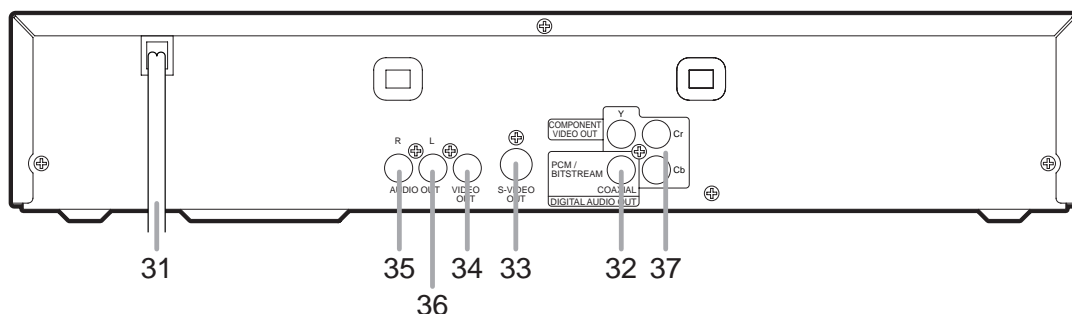 Y
COMPONENT
VIDEO OUT
Cr
R
L
PCM /
BITSTREAM
Cb
AUDIO OUT
VIDEO
OUT
S-VIDEO
OUT
COAXIAL
DIGITAL AUDIO OUT
31
35
34
33
32
37
36